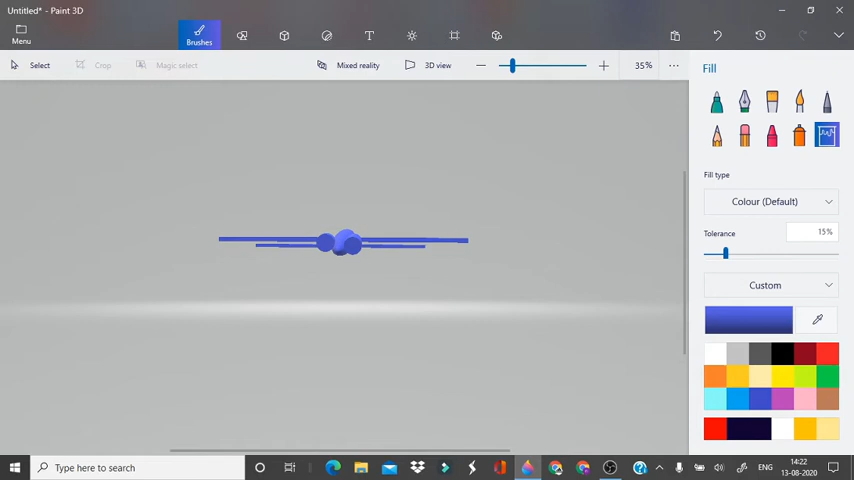 Untitled* - Paint 3D
Menu
Brushes
T
Select
Crop
Magic select
Mixed reality
3D view
35%
Fill
Fill type
Colour (Default)
Tolerance
15%
Custom
Type here to search
ENG
14:22
13-08-2020